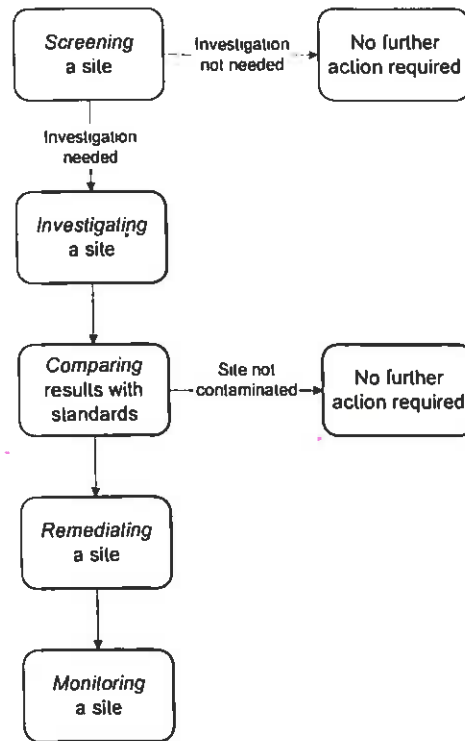 Screening
a site
Investigation
not needed
No further
action required
Investigation
needed
Investigating
a site
Comparing
results with
standards
Site not
contaminated
No further
action required
Remediating
a site
Monitoring
a site